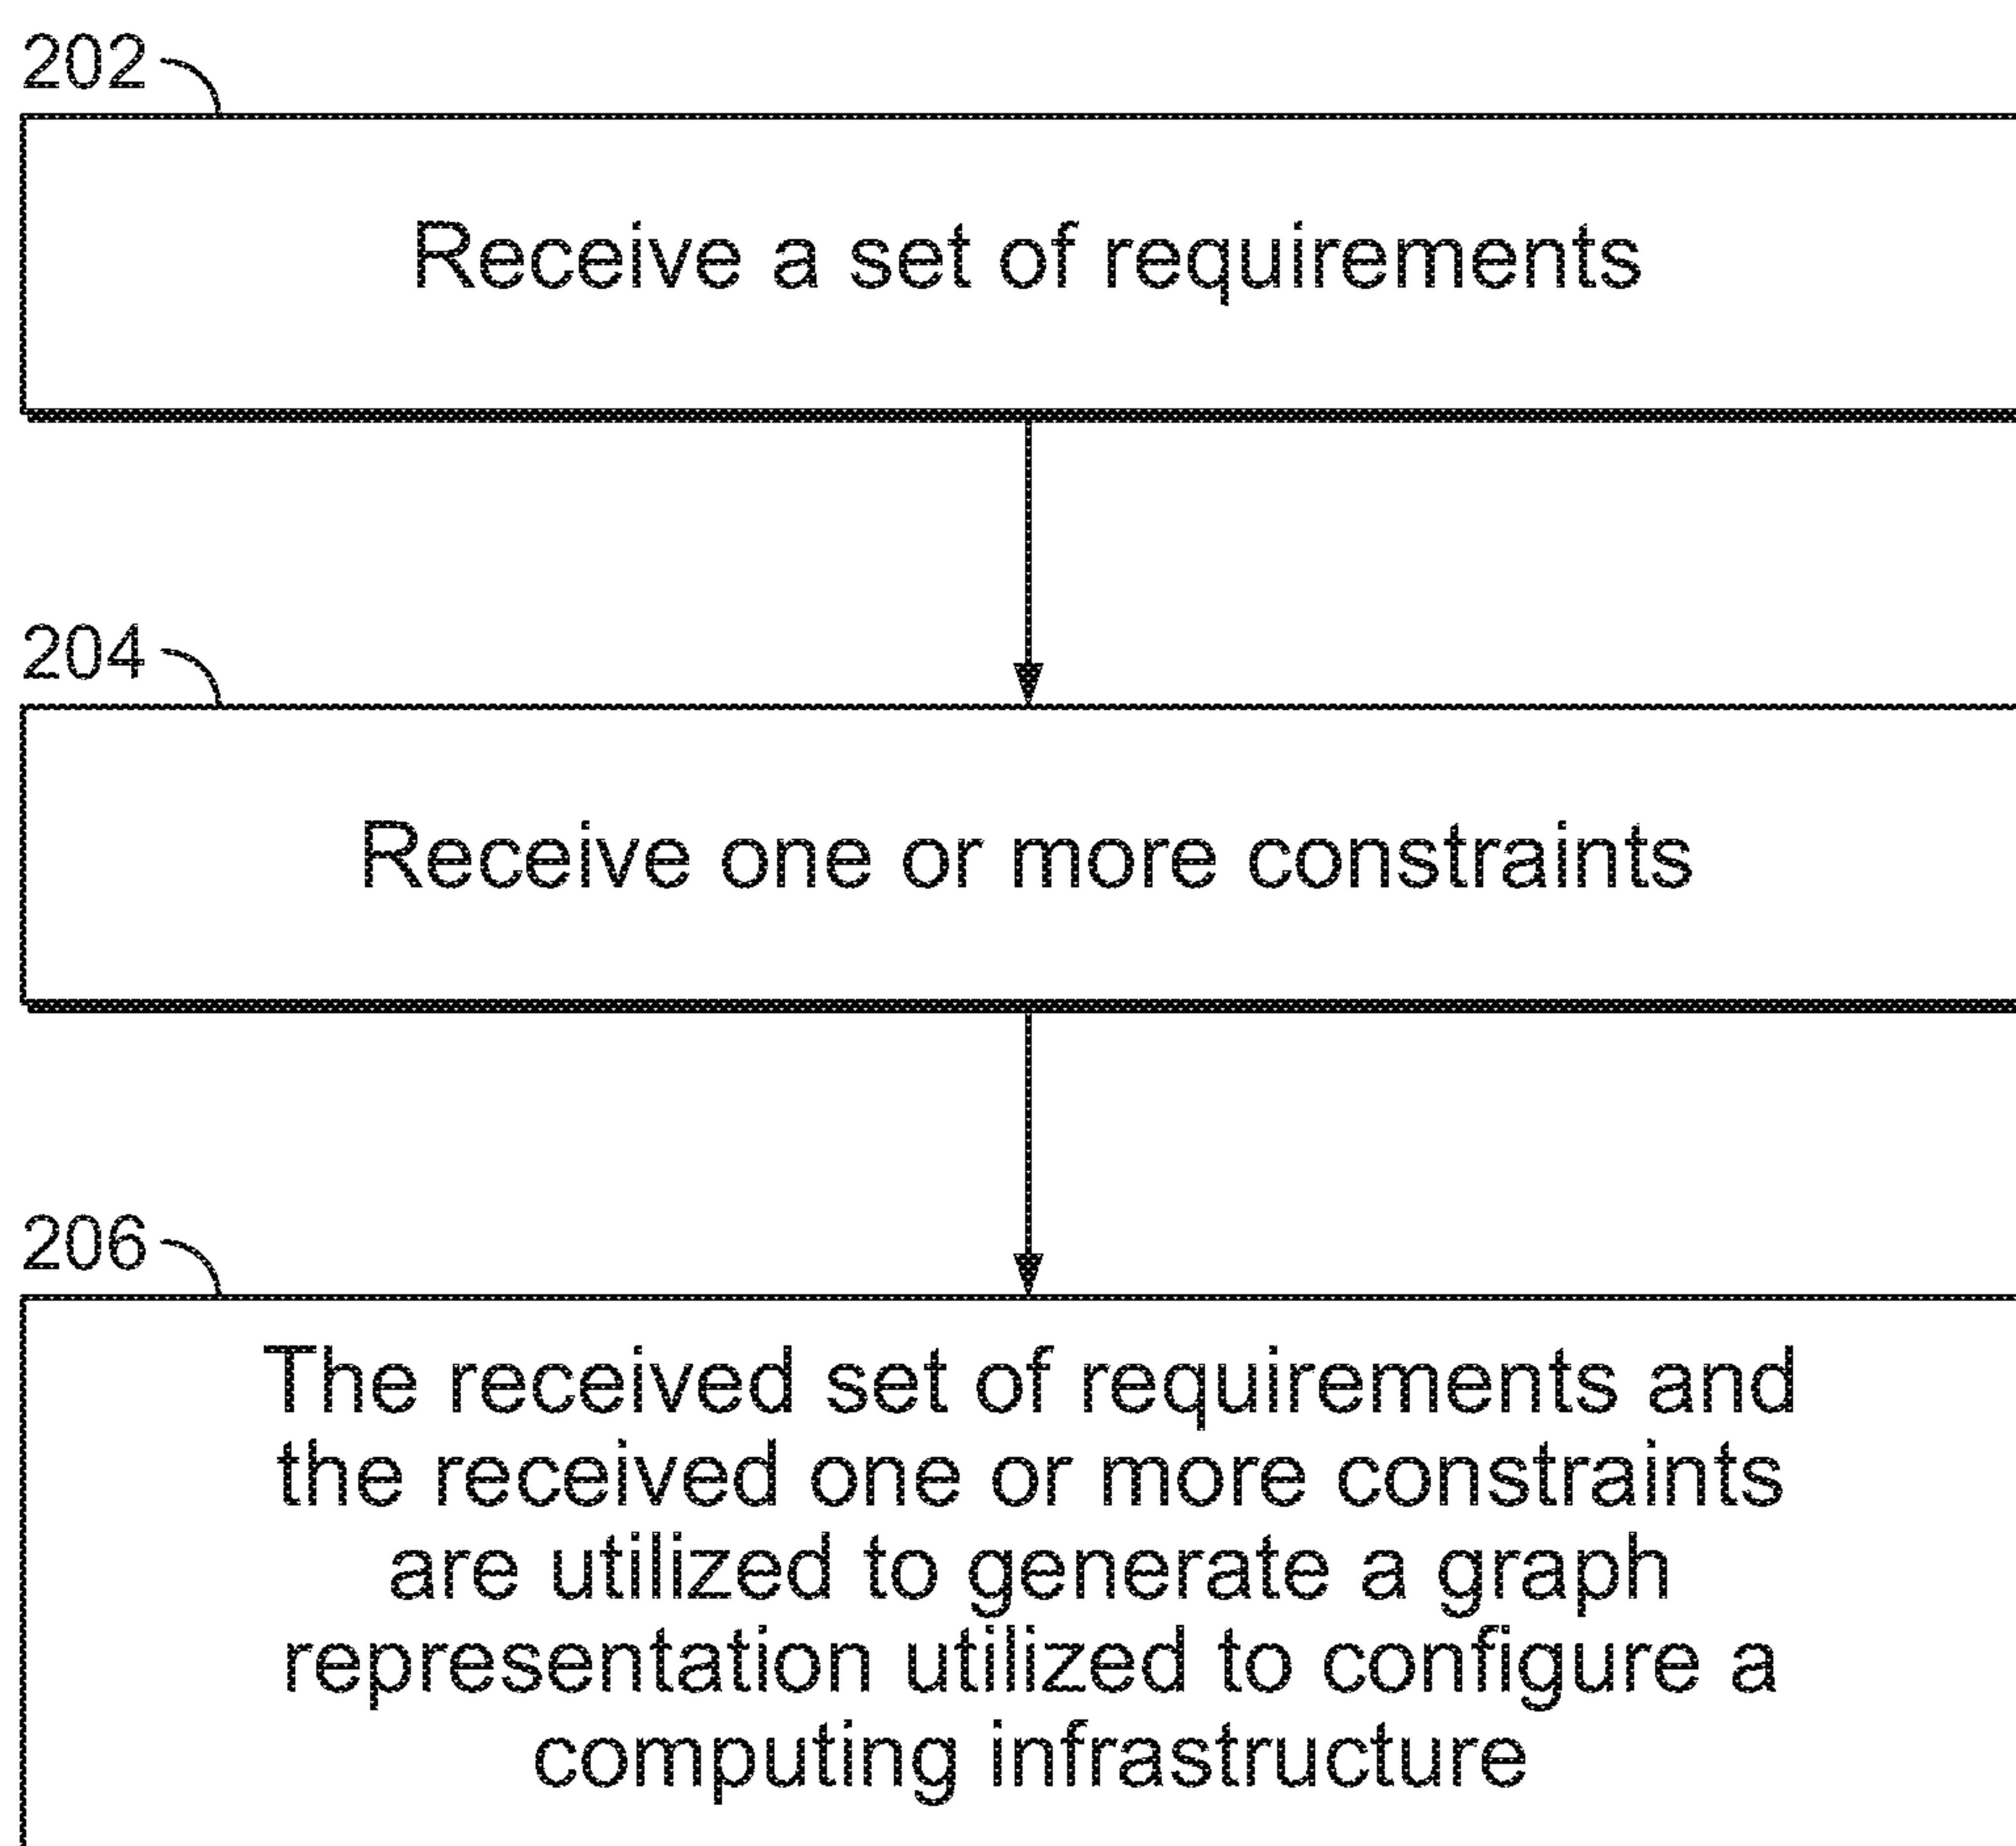 202
Receive a set of requirements
204
Receive one or more constraints
206
The received set of requirements and
the received one or more constraints
are utilized to generate a graph
representation utilized to configure a
computing infrastructure